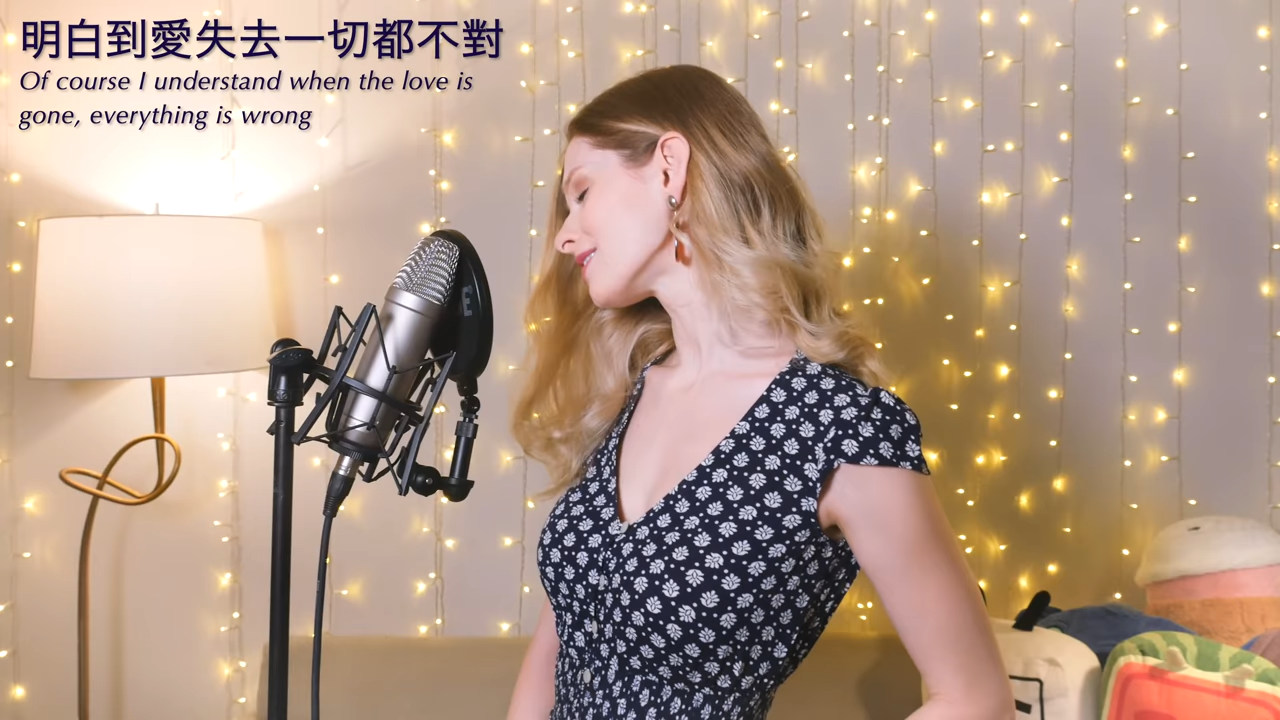 明白到愛失去一切都不對
Of course I understand when the love is
gone, everything is wrong